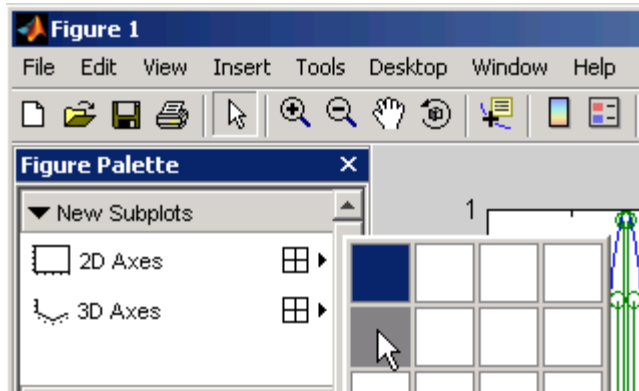 Figure 1
File Edit View Insert Tools Desktop Window Help
Figure Palette
New Subplots
1
2D Axes
3D Axes